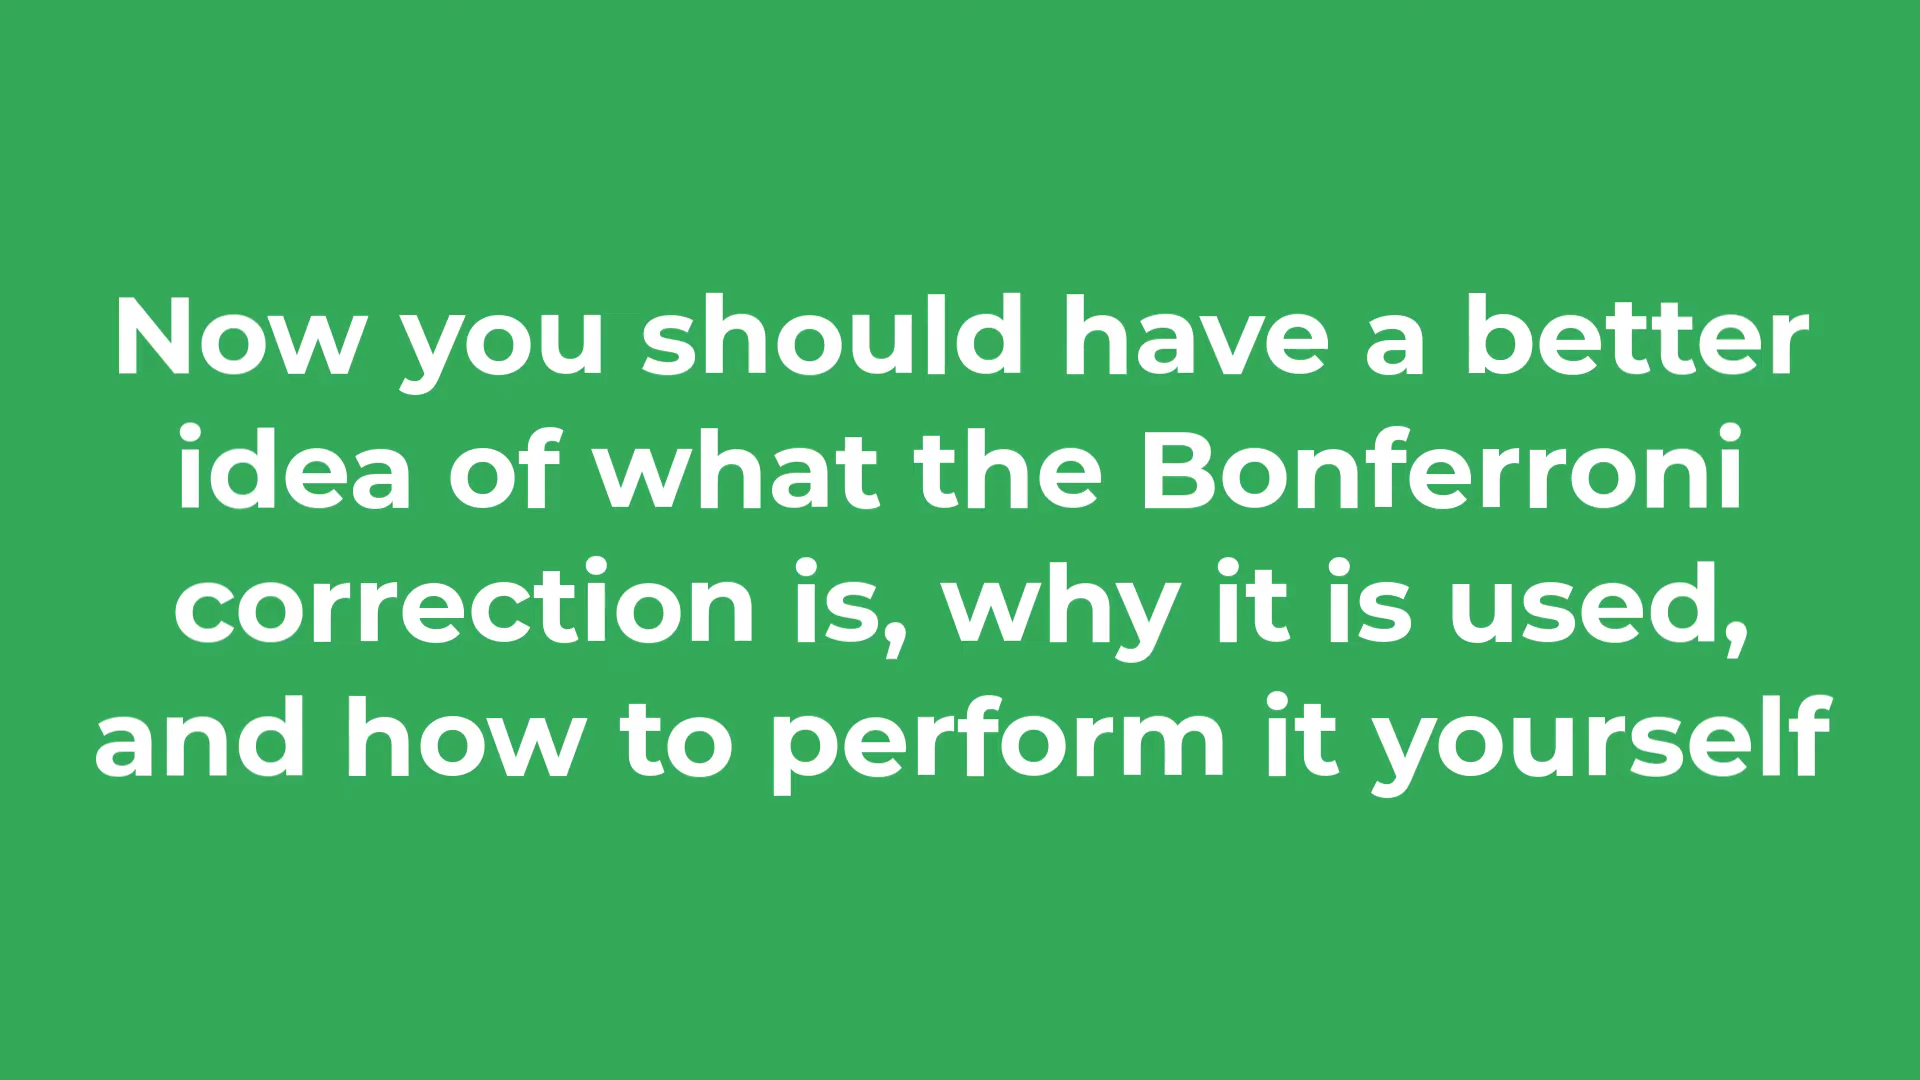 Now you should have a better
idea of what the Bonferroni
correction is, why it is used,
and how to perform it yourself